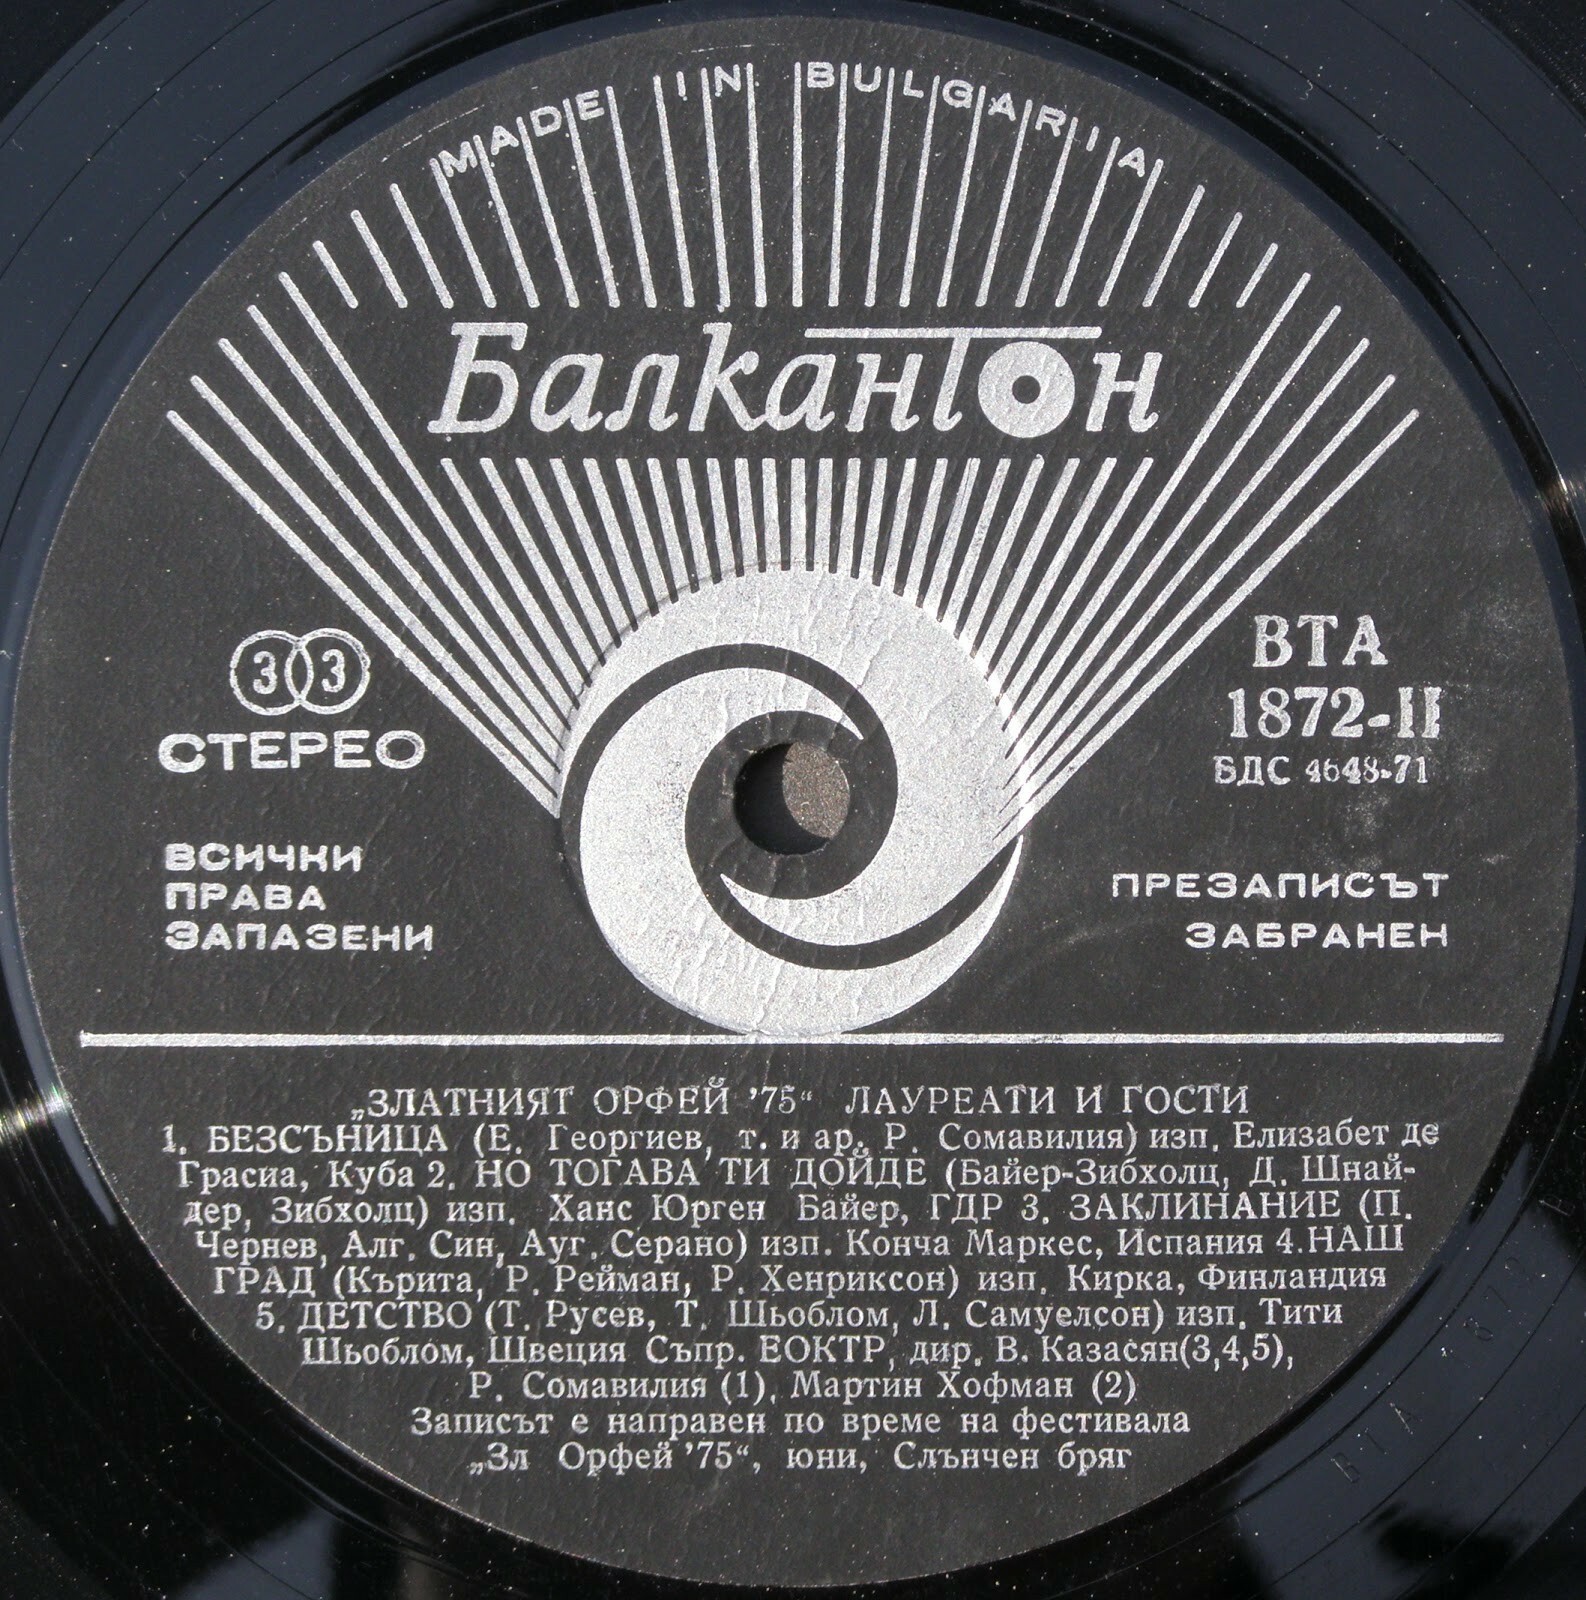 MADE IN BULGARIA
Балкантон
33
СТЕРЕО
ВТА
1872-II
БДС 4648-71
ВСИЧКИ
ПРАВА
ЗАПАЗЕНИ
ПРЕЗАПИСЪТ
ЗАБРАНЕН
„ЗЛАТНИЯТ ОРФЕЙ '75“ ЛАУРЕАТИ И ГОСТИ
1. БЕЗСЪНИЦА (Е. Георгиев, т. и ар. Р. Сомавилия) изп. Елизабет де
Грасиа, Куба 2. НО ТОГАВА ТИ ДОЙДЕ (Байер-Зибхолц, Д. Шнай-
дер, Зибхолц) изп. Ханс Юрген Байер, ГДР 3. ЗАКЛИНАНИЕ (П.
Чернев, Алг. Син, Ауг. Серано) изп. Конча Маркес, Испания 4. НАШ
ГРАД (Кърита, Р. Рейман, Р. Хенриксон) изп. Кирка, Финландия
5. ДЕТСТВО (Т. Русев, Т. Шьоблом, Л. Самуелсон) изп. Тити
Шьоблом, Швеция Съпр. ЕОКТР, дир. В. Казасян(3,4,5),
Р. Сомавилия (1), Мартин Хофман (2)
Записът е направен по време на фестивала
„Зл Орфей '75“, юни, Слънчен бряг